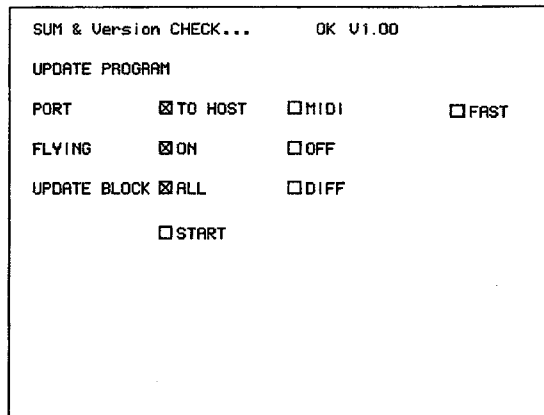 SUM & Version CHECK... OK V1.00
UPDATE PROGRAM
PORT ☒TO HOST ☐MIDI ☐FAST
FLYING ☒ON ☐OFF
UPDATE BLOCK ☒ALL ☐DIFF
☐START